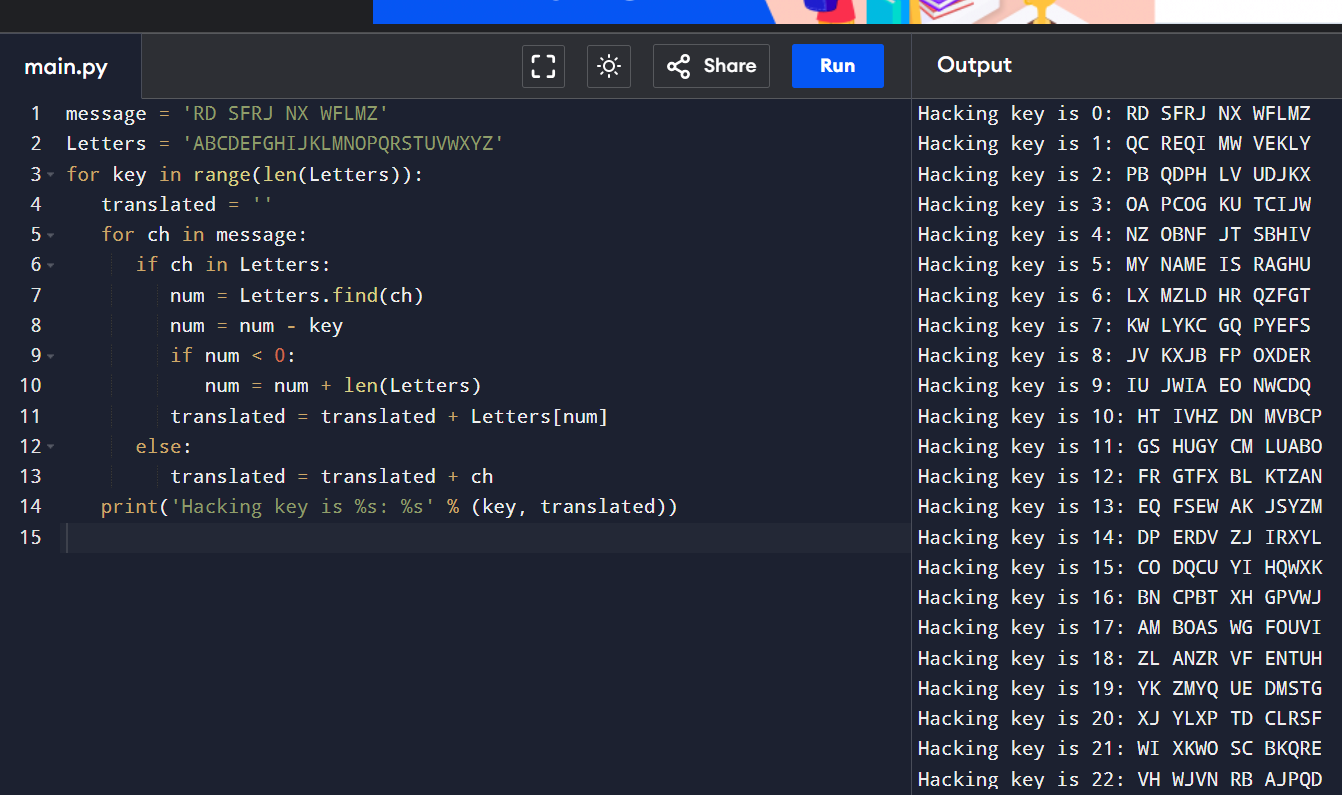 main.py
Share
Run
Output
1 message = 'RD SFRJ NX WFLMZ'
2 Letters = 'ABCDEFGHIJKLMNOPQRSTUVWXYZ'
3 for key in range(len(Letters)):
4 translated = ''
5 for ch in message:
6 if ch in Letters:
7 num = Letters.find(ch)
8 num = num - key
9 if num < 0:
10 num = num + len(Letters)
11 translated = translated + Letters[num]
12 else:
13 translated = translated + ch
14 print('Hacking key is %s: %s' % (key, translated))
15
Hacking key is 0: RD SFRJ NX WFLMZ
Hacking key is 1: QC REQI MW VEKLY
Hacking key is 2: PB QDPH LV UDJKX
Hacking key is 3: OA PCOG KU TCIJW
Hacking key is 4: NZ OBNF JT SBHIV
Hacking key is 5: MY NAME IS RAGHU
Hacking key is 6: LX MZLD HR QZFGT
Hacking key is 7: KW LYKC GQ PYEFS
Hacking key is 8: JV KXJB FP OXDER
Hacking key is 9: IU JWIA EO NWCDQ
Hacking key is 10: HT IVHZ DN MVBCP
Hacking key is 11: GS HUGY CM LUABO
Hacking key is 12: FR GTFX BL KTZAN
Hacking key is 13: EQ FSEW AK JSYZM
Hacking key is 14: DP ERDV ZJ IRXYL
Hacking key is 15: CO DQCU YI HQWXK
Hacking key is 16: BN CPBT XH GPVWJ
Hacking key is 17: AM BOAS WG FOUVI
Hacking key is 18: ZL ANZR VF ENTUH
Hacking key is 19: YK ZMYQ UE DMSTG
Hacking key is 20: XJ YLXP TD CLRSF
Hacking key is 21: WI XKWO SC BKQRE
Hacking key is 22: VH WJVN RB AJPQD